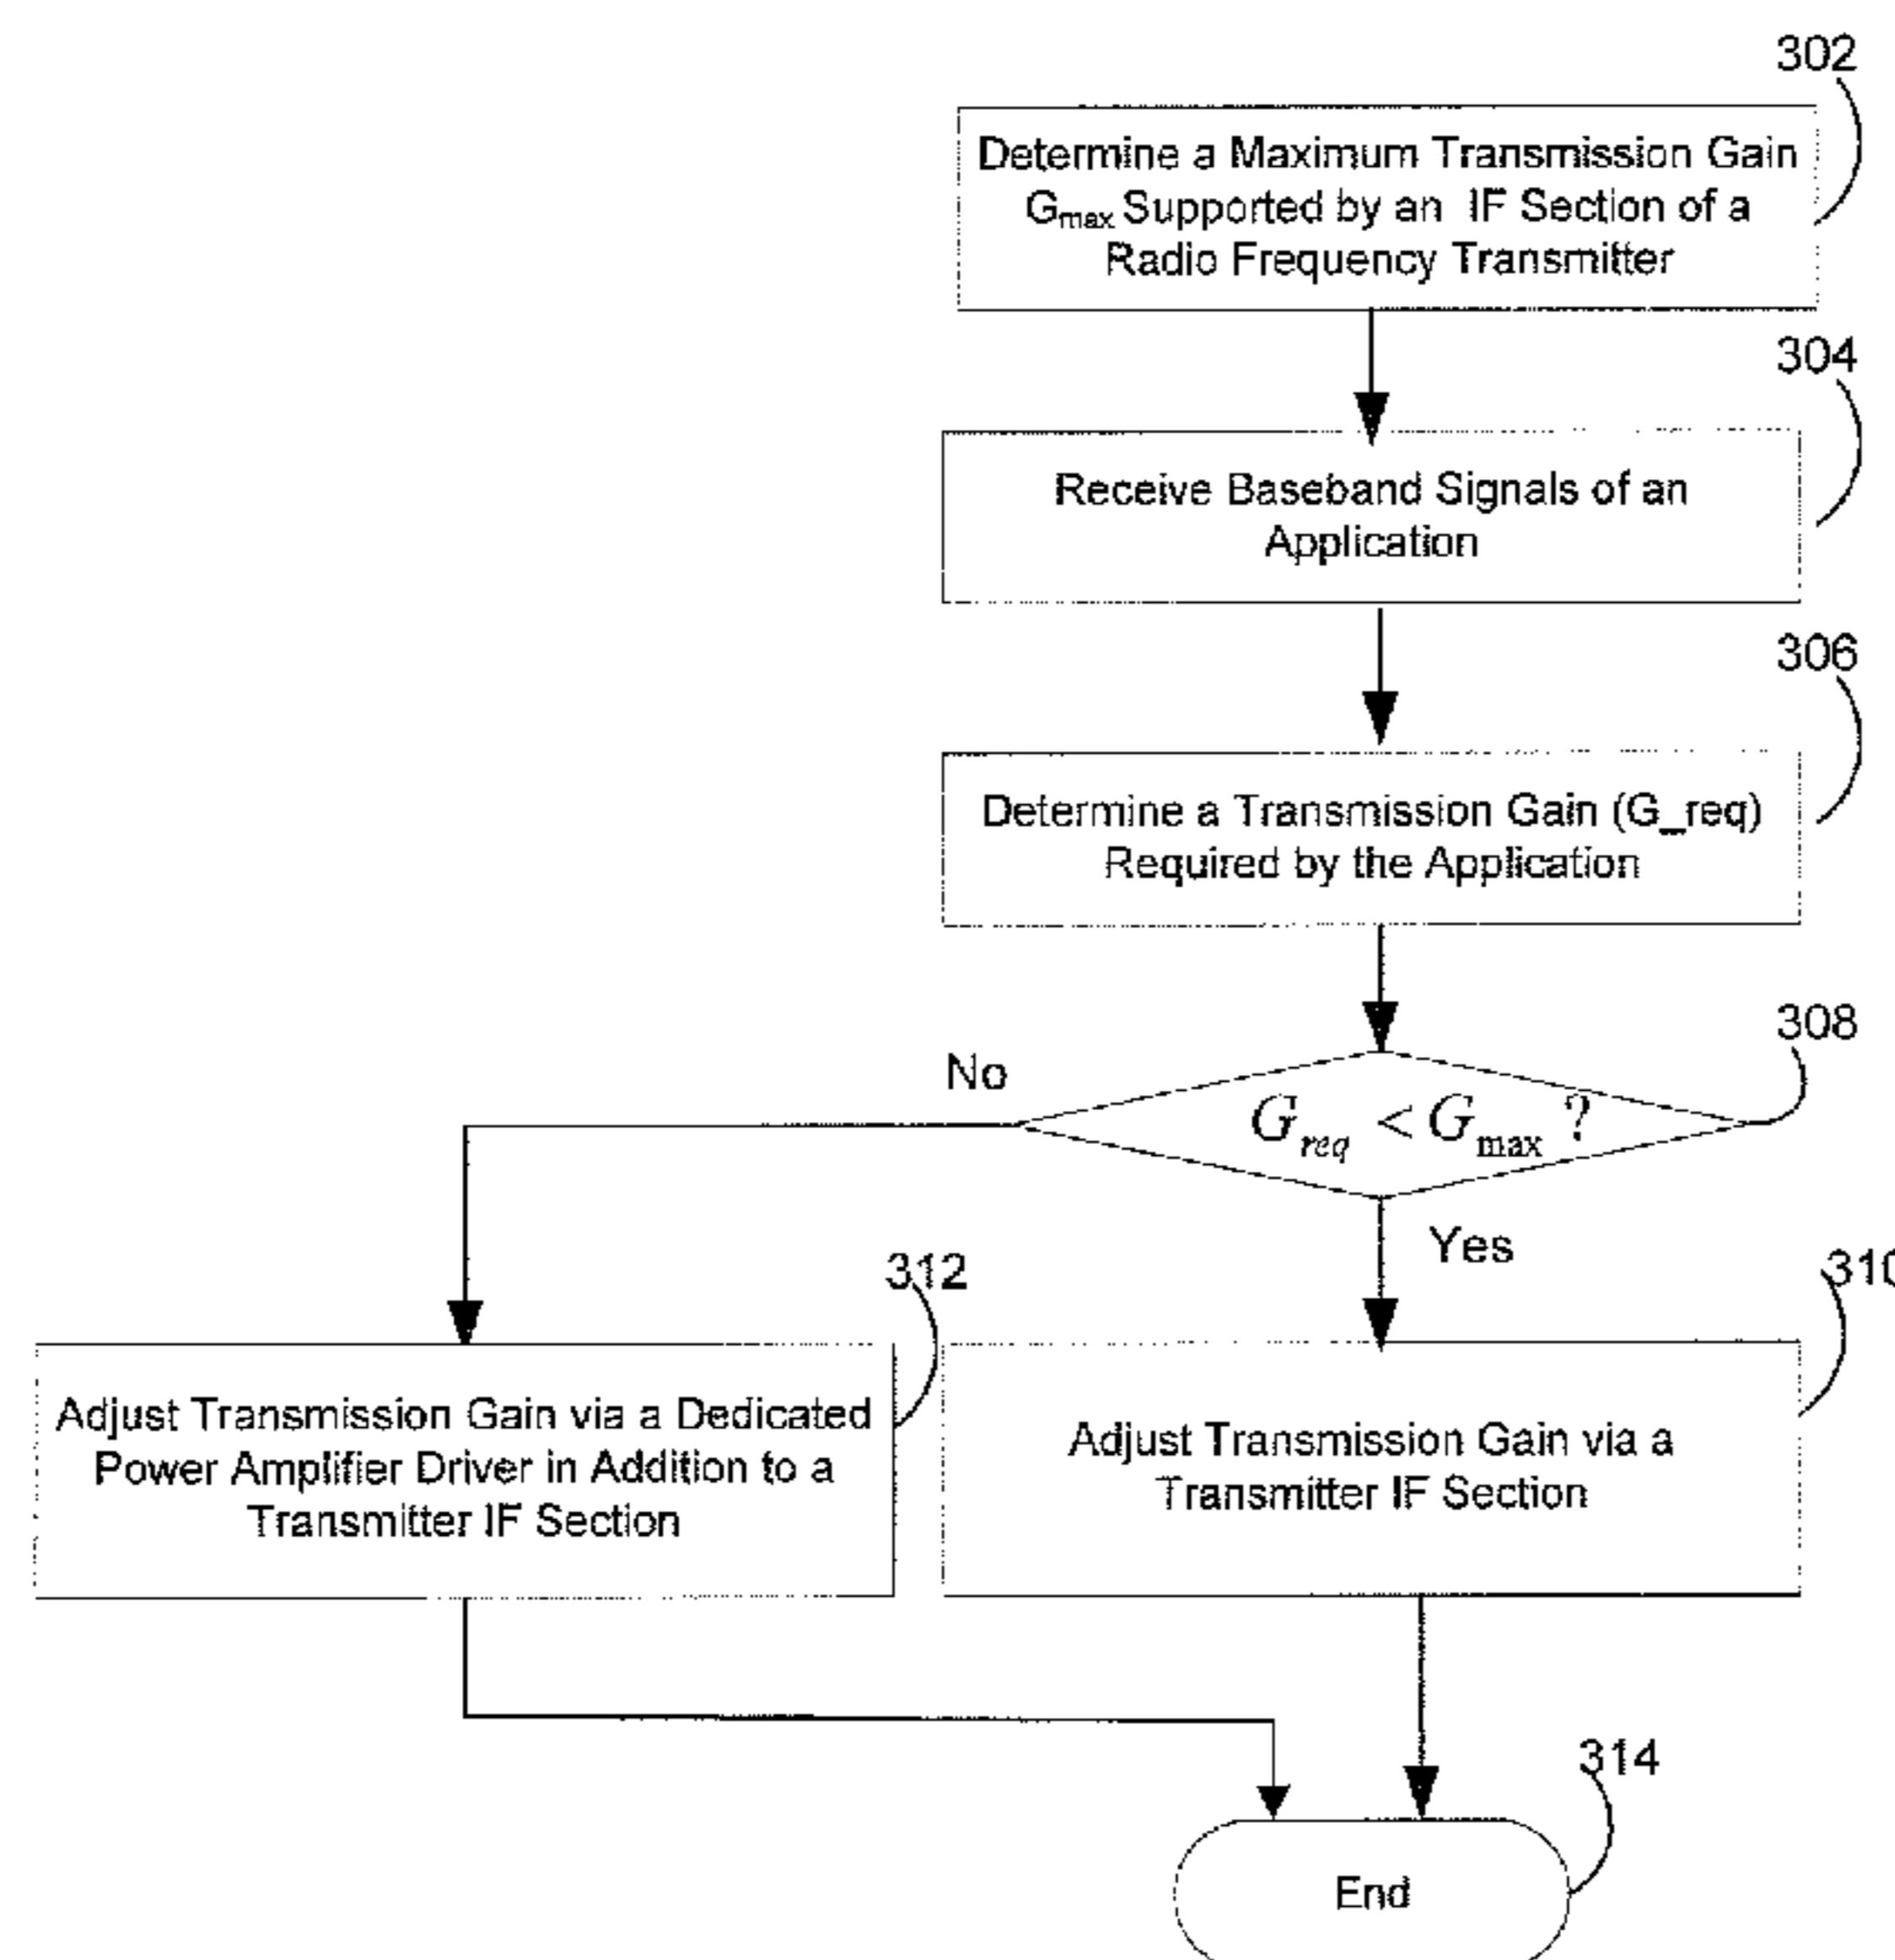 302
Determine a Maximum Transmission Gain
Gmax Supported by an IF Section of a
Radio Frequency Transmitter
304
Receive Baseband Signals of an
Application
306
Determine a Transmission Gain (G_req)
Required by the Application
308
No
Greq < Gmax ?
Yes
312
310
Adjust Transmission Gain via a Dedicated
Power Amplifier Driver in Addition to a
Transmitter IF Section
Adjust Transmission Gain via a
Transmitter IF Section
314
End